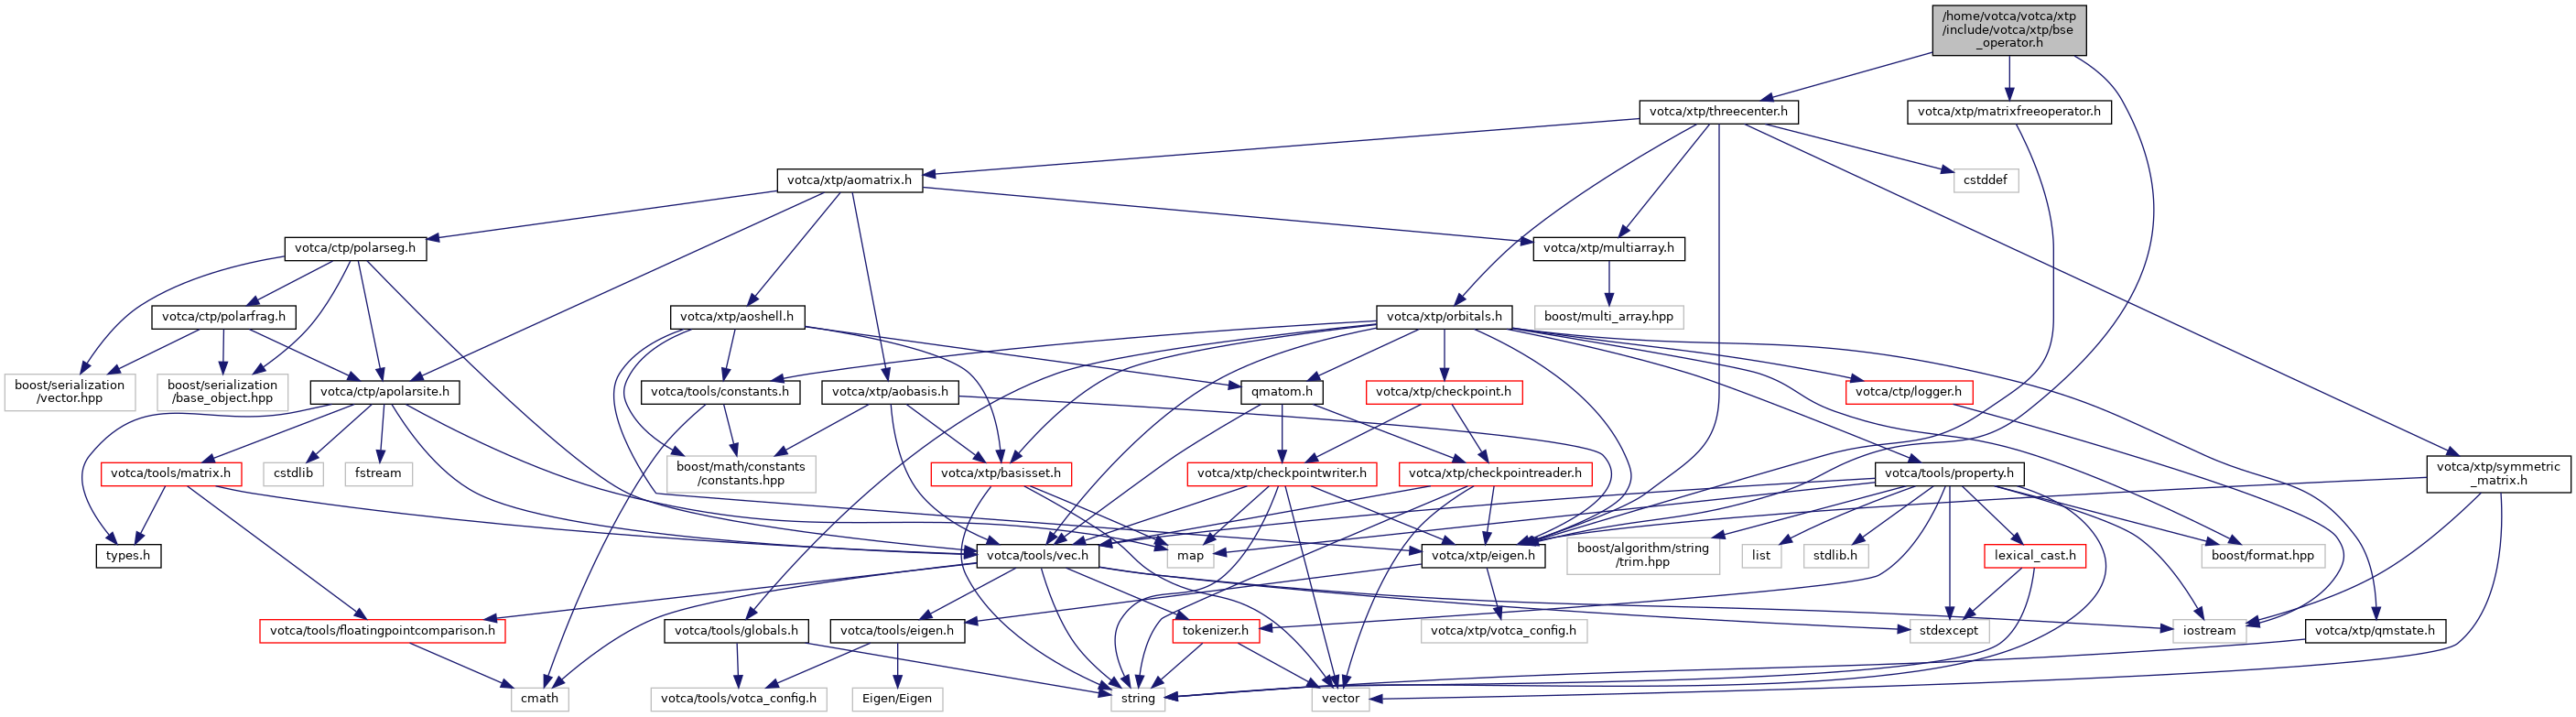 /home/votca/votca/xtp
/include/votca/xtp/bse
_operator.h
votca/xtp/threecenter.h
votca/xtp/matrixfreeoperator.h
votca/xtp/aomatrix.h
cstddef
votca/ctp/polarseg.h
votca/xtp/multiarray.h
votca/ctp/polarfrag.h
votca/xtp/aoshell.h
votca/xtp/orbitals.h
boost/multi_array.hpp
boost/serialization
/vector.hpp
boost/serialization
/base_object.hpp
votca/ctp/apolarsite.h
votca/tools/constants.h
votca/xtp/aobasis.h
qmatom.h
votca/xtp/checkpoint.h
votca/ctp/logger.h
votca/tools/matrix.h
cstdlib
fstream
boost/math/constants
/constants.hpp
votca/xtp/basisset.h
votca/xtp/checkpointwriter.h
votca/xtp/checkpointreader.h
votca/tools/property.h
votca/xtp/symmetric
_matrix.h
types.h
votca/tools/vec.h
map
votca/xtp/eigen.h
boost/algorithm/string
/trim.hpp
list
stdlib.h
lexical_cast.h
boost/format.hpp
votca/tools/floatingpointcomparison.h
votca/tools/globals.h
votca/tools/eigen.h
tokenizer.h
votca/xtp/votca_config.h
stdexcept
iostream
votca/xtp/qmstate.h
cmath
votca/tools/votca_config.h
Eigen/Eigen
string
vector